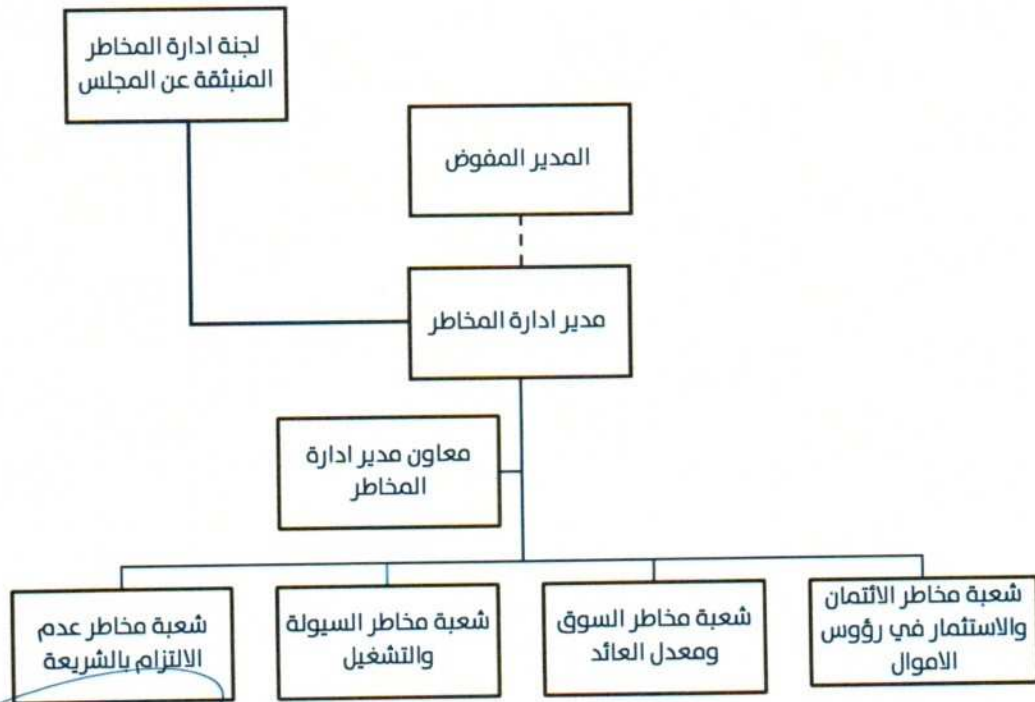 لجنة ادارة المخاطر
المنبثقة عن المجلس
المدير المفوض
مدير ادارة المخاطر
معاون مدير ادارة
المخاطر
شعبة مخاطر الائتمان
والاستثمار في رؤوس
الاموال
شعبة مخاطر السوق
ومعدل العائد
شعبة مخاطر السيولة
والتشغيل
شعبة مخاطر عدم
الالتزام بالشريعة